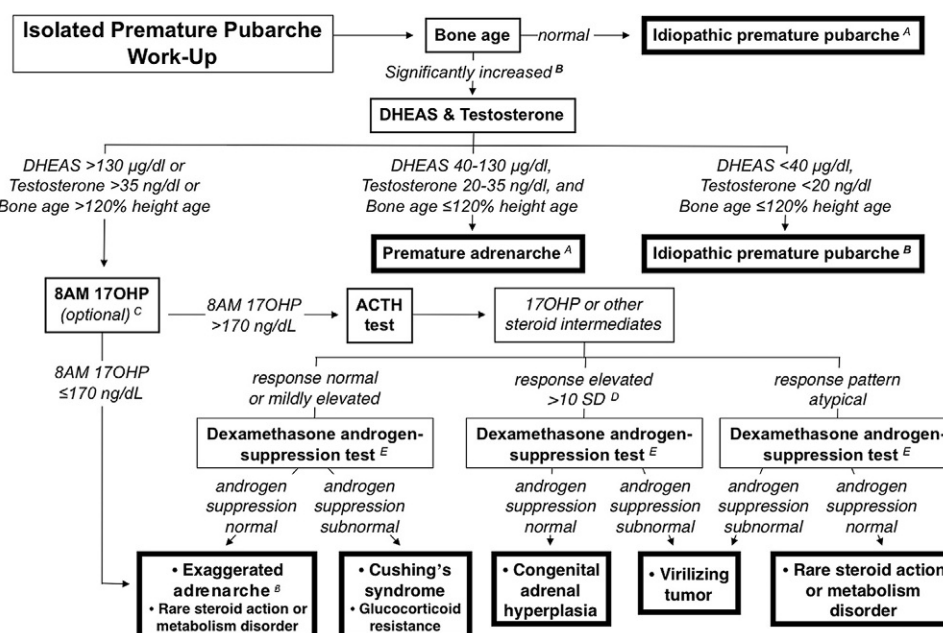 Isolated Premature Pubarche
Work-Up
Bone age
normal
Idiopathic premature pubarche A
Significantly increased B
DHEAS & Testosterone
DHEAS >130 µg/dl or
Testosterone >35 ng/dl or
Bone age >120% height age
DHEAS 40-130 µg/dl,
Testosterone 20-35 ng/dl, and
Bone age ≤120% height age
DHEAS <40 µg/dl,
Testosterone <20 ng/dl
Bone age ≤120% height age
Premature adrenarche A
Idiopathic premature pubarche B
8AM 17OHP
(optional) C
8AM 17OHP
>170 ng/dL
ACTH
test
17OHP or other
steroid intermediates
8AM 17OHP
≤170 ng/dL
response normal
or mildly elevated
response elevated
>10 SD D
response pattern
atypical
Dexamethasone androgen-
suppression test E
Dexamethasone androgen-
suppression test E
Dexamethasone androgen-
suppression test E
androgen
suppression
normal
androgen
suppression
subnormal
androgen
suppression
normal
androgen
suppression
subnormal
androgen
suppression
subnormal
androgen
suppression
normal
• Exaggerated
adrenarche B
• Rare steroid action or
metabolism disorder
• Cushing's
syndrome
• Glucocorticoid
resistance
• Congenital
adrenal
hyperplasia
• Virilizing
tumor
• Rare steroid action
or metabolism
disorder